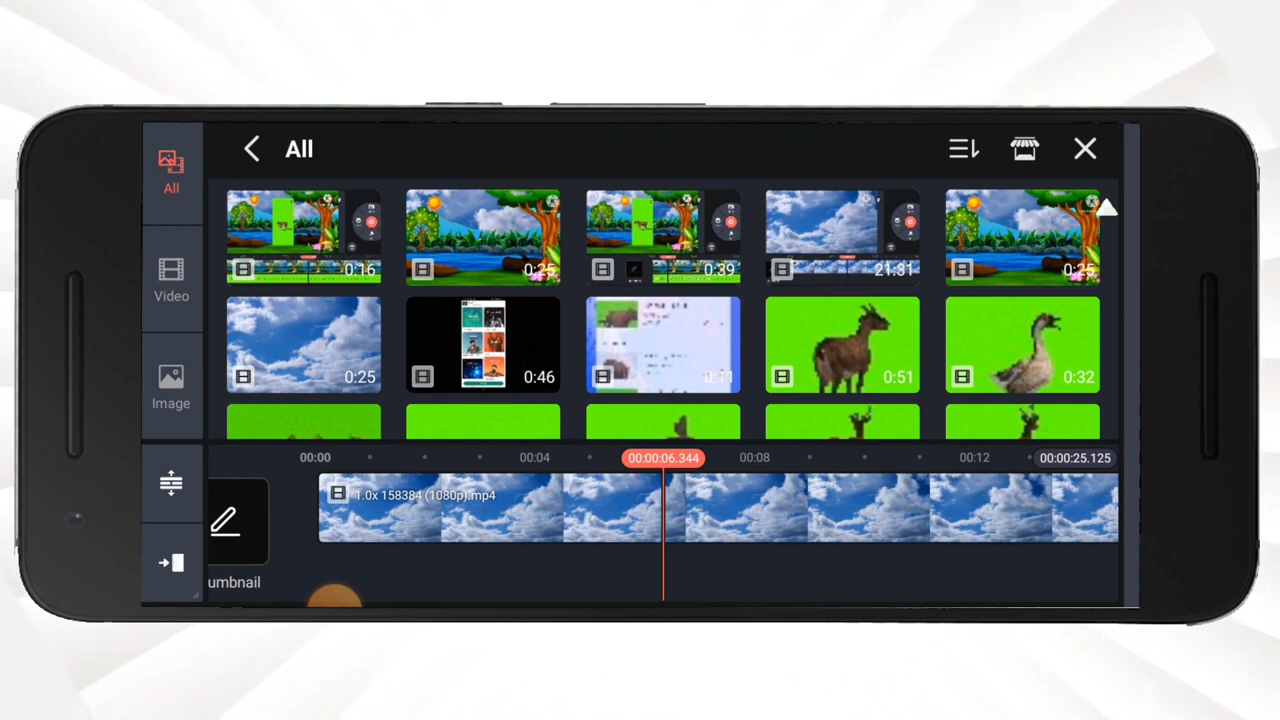 All
All
Video
Image
0:16
0:25
0:39
21:31
0:25
0:25
0:46
0:11
0:51
0:32
00:00
00:04
00:00:06.344
00:08
00:12
00:00:25.125
1.0x 158384 (1080p).mp4
umbnail